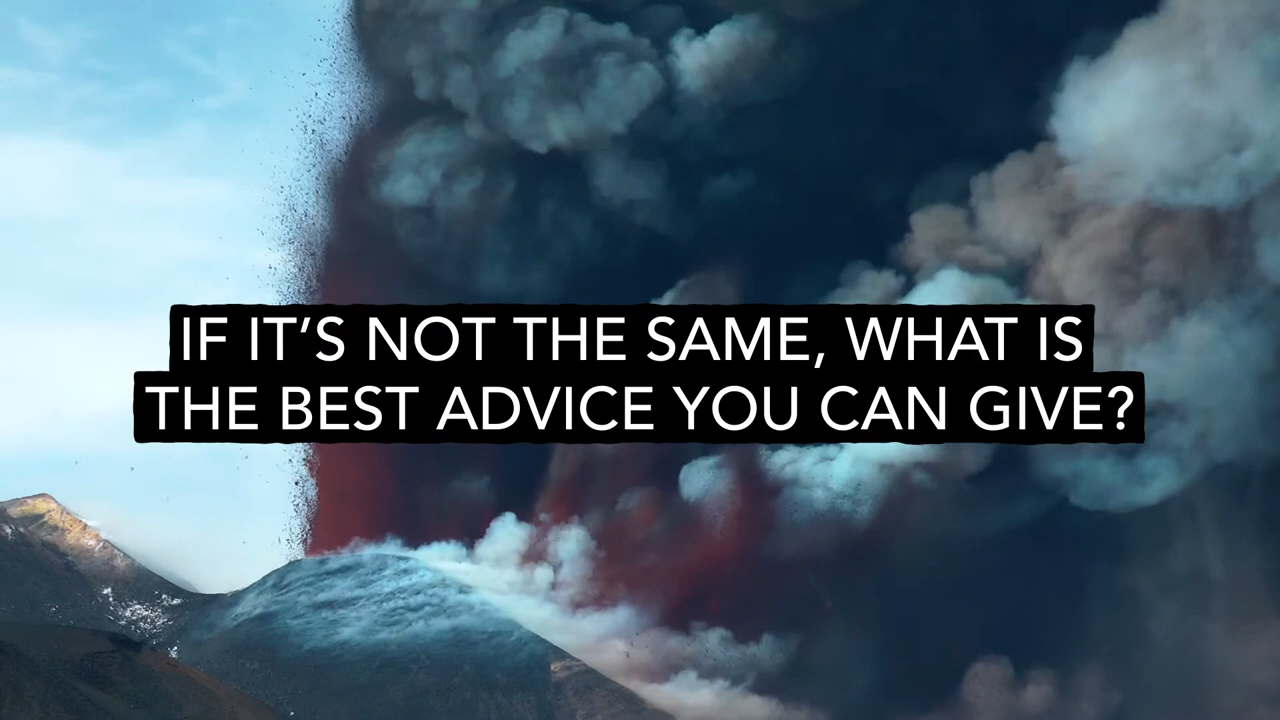 IF IT’S NOT THE SAME, WHAT IS
THE BEST ADVICE YOU CAN GIVE?